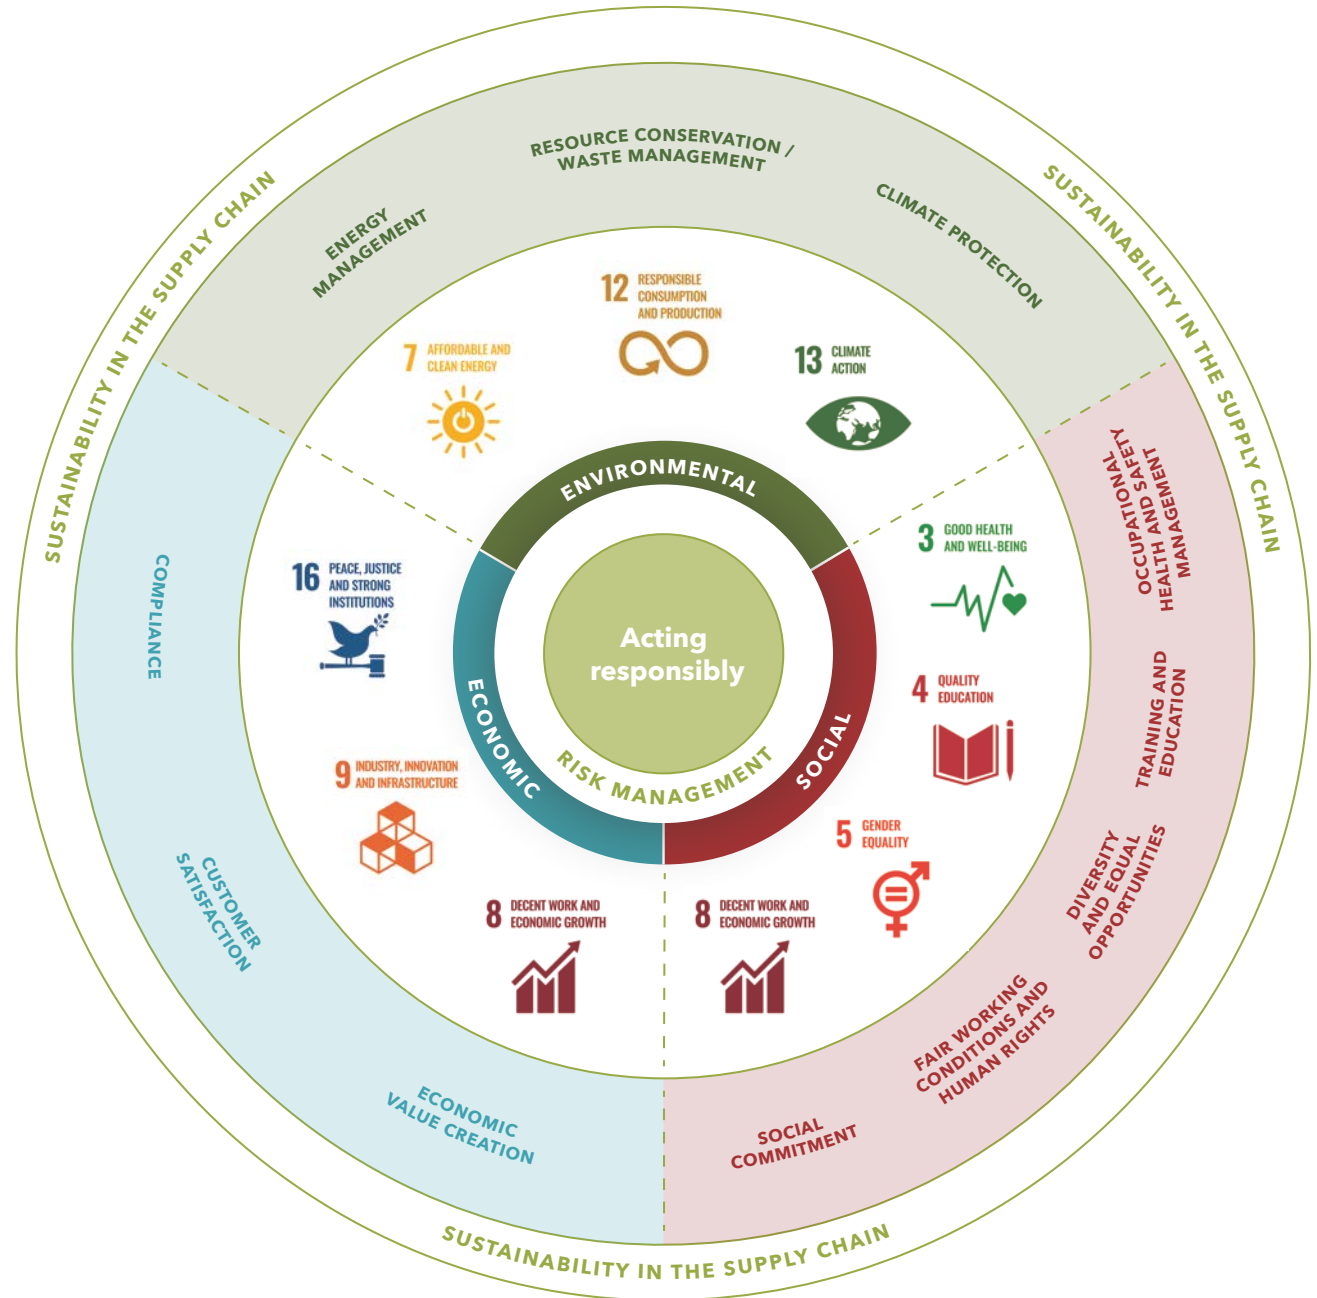 SUSTAINABILITY IN THE SUPPLY CHAIN
SUSTAINABILITY IN THE SUPPLY CHAIN
RESOURCE CONSERVATION /
WASTE MANAGEMENT
ENERGY
MANAGEMENT
CLIMATE PROTECTION
12 RESPONSIBLE
CONSUMPTION
AND PRODUCTION
7 AFFORDABLE AND
CLEAN ENERGY
13 CLIMATE
ACTION
ENVIRONMENTAL
OCCUPATIONAL
HEALTH AND SAFETY
MANAGEMENT
3 GOOD HEALTH
AND WELL-BEING
COMPLIANCE
16 PEACE, JUSTICE
AND STRONG
INSTITUTIONS
Acting
responsibly
RISK MANAGEMENT
ECONOMIC
SOCIAL
4 QUALITY
EDUCATION
TRAINING AND
EDUCATION
9 INDUSTRY, INNOVATION
AND INFRASTRUCTURE
5 GENDER
EQUALITY
DIVERSITY
AND EQUAL
OPPORTUNITIES
CUSTOMER
SATISFACTION
8 DECENT WORK AND
ECONOMIC GROWTH
8 DECENT WORK AND
ECONOMIC GROWTH
FAIR WORKING
CONDITIONS AND
HUMAN RIGHTS
ECONOMIC
VALUE CREATION
SOCIAL
COMMITMENT
SUSTAINABILITY IN THE SUPPLY CHAIN